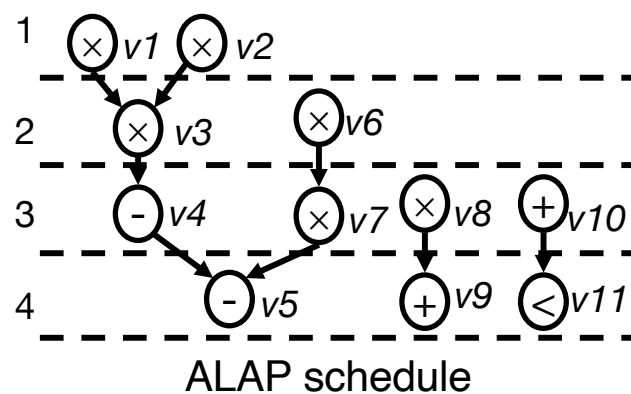 1 × v1 × v2
2 × v3 × v6
3 - v4 × v7 × v8 + v10
4 - v5 + v9 < v11
ALAP schedule